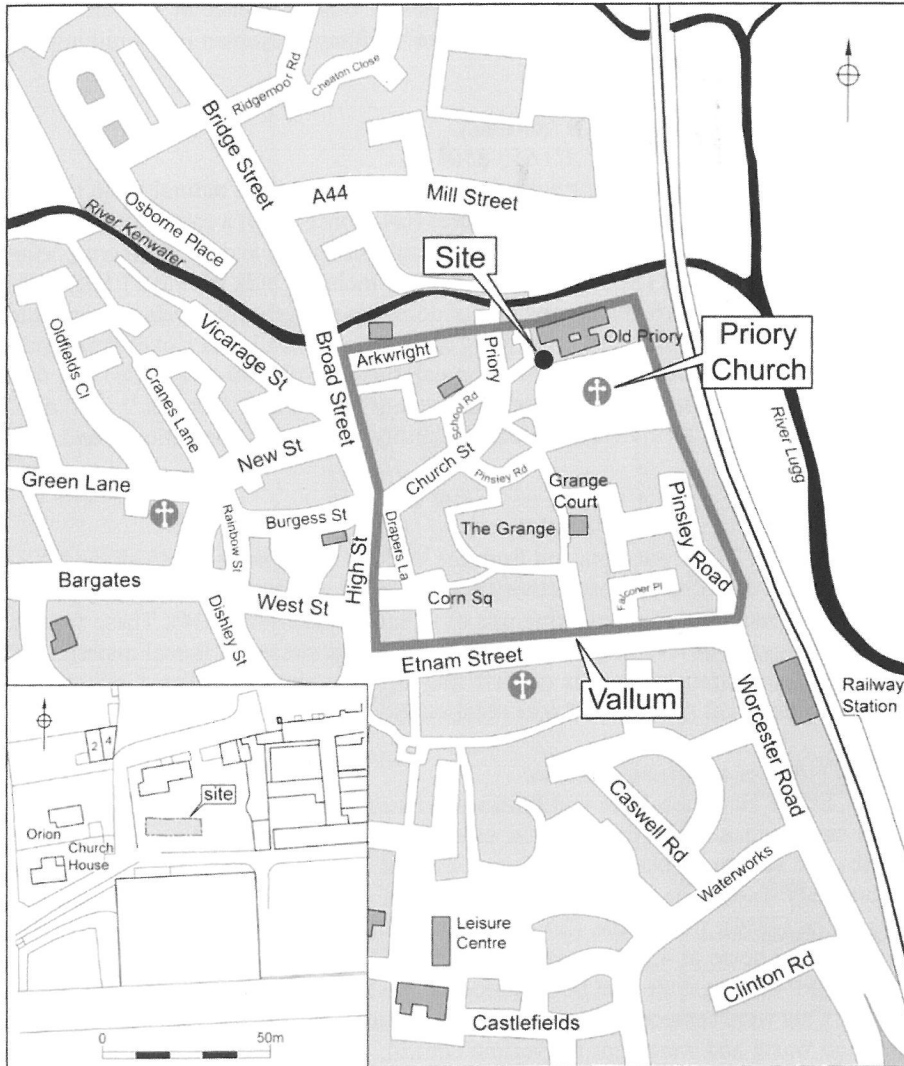 Ridgemoor Rd
Cheaton Close
Bridge Street
A44
Mill Street
Osborne Place
River Kenwater
Site
Old Priory
Priory
Church
Oldfields Cl
Vicarage St
Cranes Lane
Broad Street
Arkwright
Priory
School Rd
River Lugg
New St
Church St
Pinsley Rd
Green Lane
Grange
Court
Rainbow St
Burgess St
Drapers La
The Grange
Pinsley Road
Bargates
High St
West St
Corn Sq
Falconer Pl
Dishley St
Etnam Street
Vallum
Railway
Station
Worcester Road
2 4
site
Orion
Church
House
Caswell Rd
Waterworks
Leisure
Centre
Clinton Rd
Castlefields
0 50m